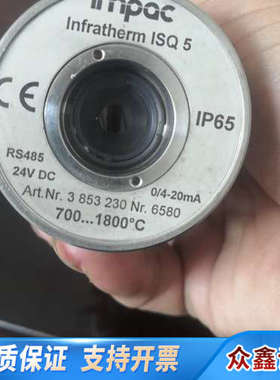 impac
Infratherm ISQ 5
CE
IP65
RS485
24V DC
0/4-20mA
Art.Nr. 3 853 230 Nr. 6580
700...1800°C
质保证 支持开票
众鑫